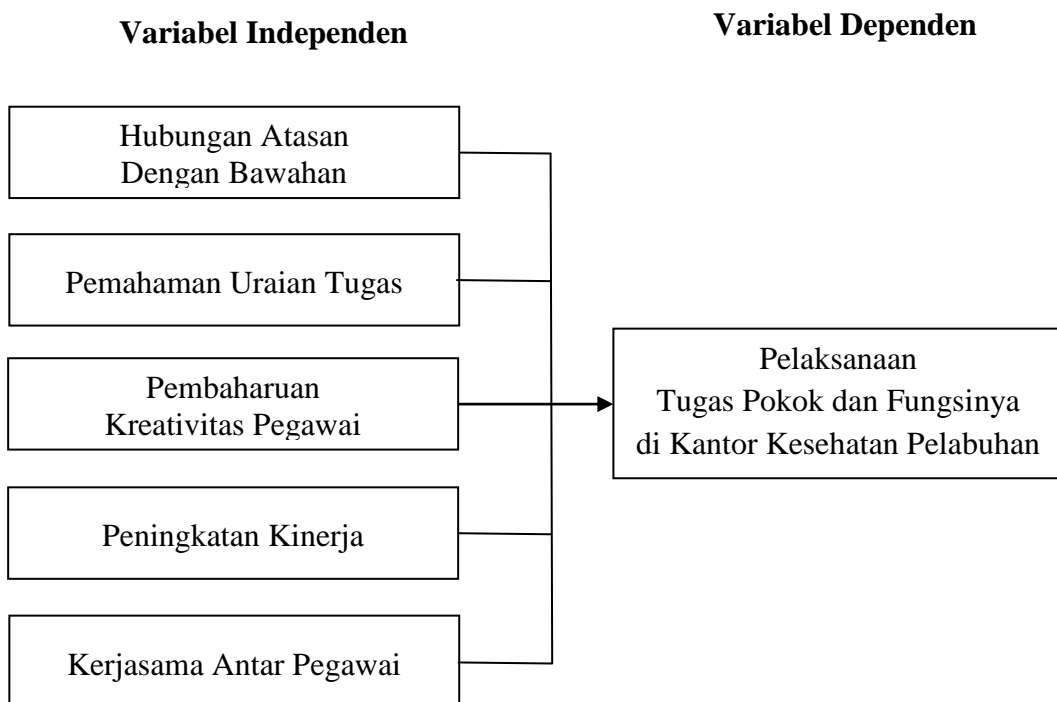 Variabel Independen
Variabel Dependen
Hubungan Atasan
Dengan Bawahan
Pemahaman Uraian Tugas
Pembaharuan
Kreativitas Pegawai
Peningkatan Kinerja
Kerjasama Antar Pegawai
Pelaksanaan
Tugas Pokok dan Fungsinya
di Kantor Kesehatan Pelabuhan